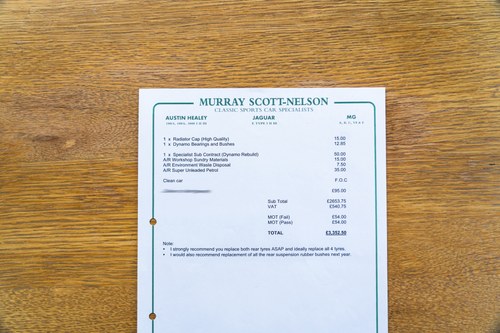 MURRAY SCOTT-NELSON
CLASSIC SPORTS CAR SPECIALISTS
AUSTIN HEALEY JAGUAR MG
1 x Radiator Cap (High Quality) 15.00
1 x Dynamo Bearings and Bushes 12.85
1 x Specialist Sub Contract (Dynamo Rebuild) 50.00
A/R Workshop Sundry Materials 15.00
A/R Environment Waste Disposal 7.50
A/R Super Unleaded Petrol 35.00
Clean car F.O.C
£95.00
Sub Total £2653.75
VAT £540.75
MOT (Fail) £54.00
MOT (Pass) £54.00
TOTAL £3,302.50
Note:
• I strongly recommend you replace both rear tyres ASAP and ideally replace all 4 tyres.
• I would also recommend replacement of all the rear suspension rubber bushes next year.